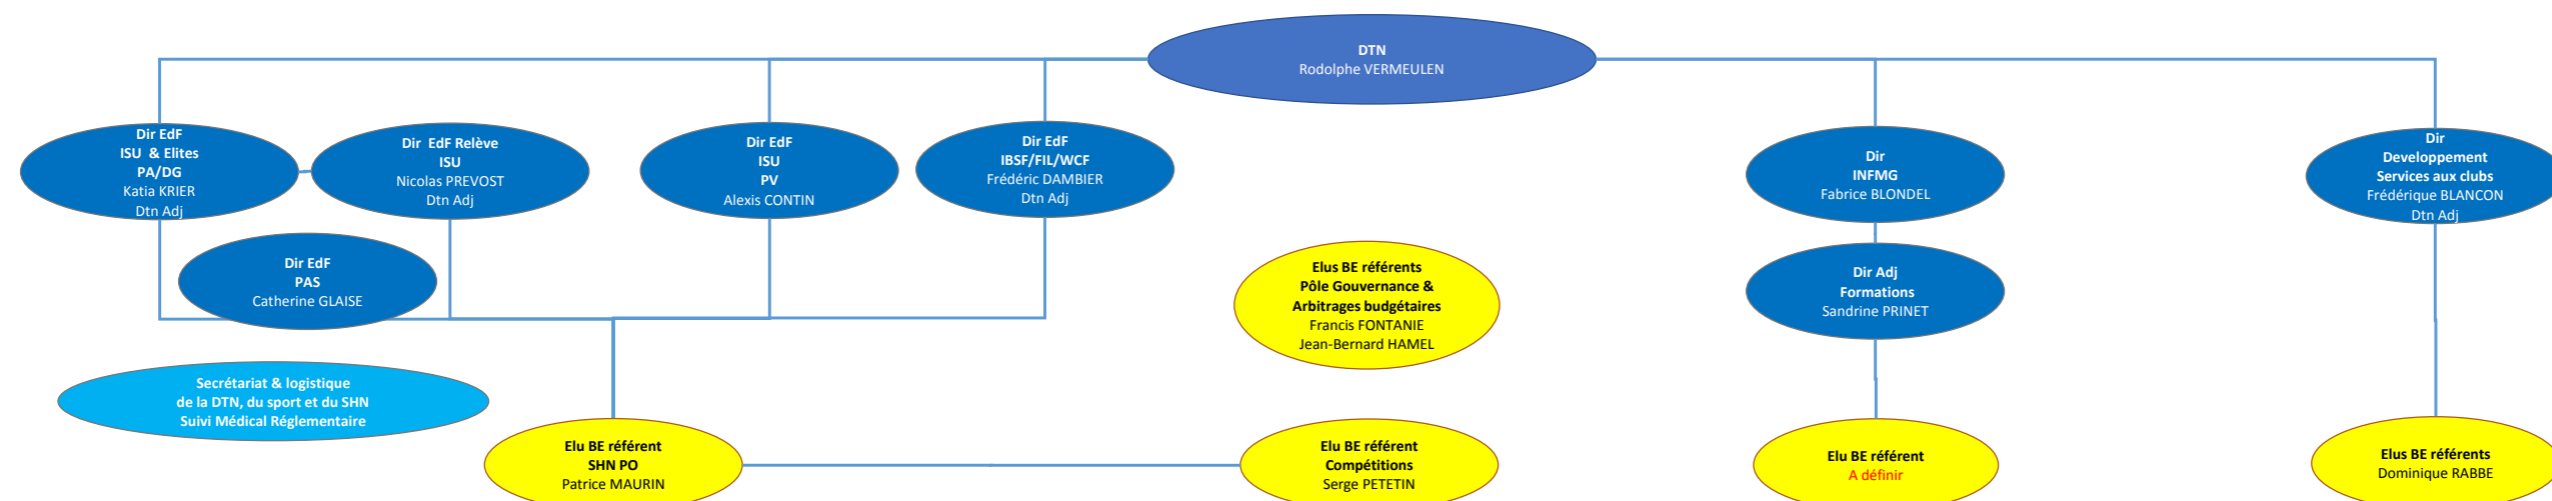 DTN
Rodolphe VERMEULEN
Dir EdF
ISU & Elites
PA/DG
Katia KRIER
Dtn Adj
Dir EdF Relève
ISU
Nicolas PREVOST
Dtn Adj
Dir EdF
ISU
PV
Alexis CONTIN
Dir EdF
IBSF/FIL/WCF
Frédéric DAMBIER
Dtn Adj
Dir
INFMG
Fabrice BLONDEL
Dir
Developpement
Services aux clubs
Frédérique BLANCON
Dtn Adj
Dir EdF
PAS
Catherine GLAISE
Elus BE référents
Pôle Gouvernance &
Arbitrages budgétaires
Francis FONTANIE
Jean-Bernard HAMEL
Dir Adj
Formations
Sandrine PRINET
Secrétariat & logistique
de la DTN, du sport et du SHN
Suivi Médical Réglementaire
Elu BE référent
SHN PO
Patrice MAURIN
Elu BE référent
Compétitions
Serge PETETIN
Elu BE référent
A définir
Elus BE référents
Dominique RABBE